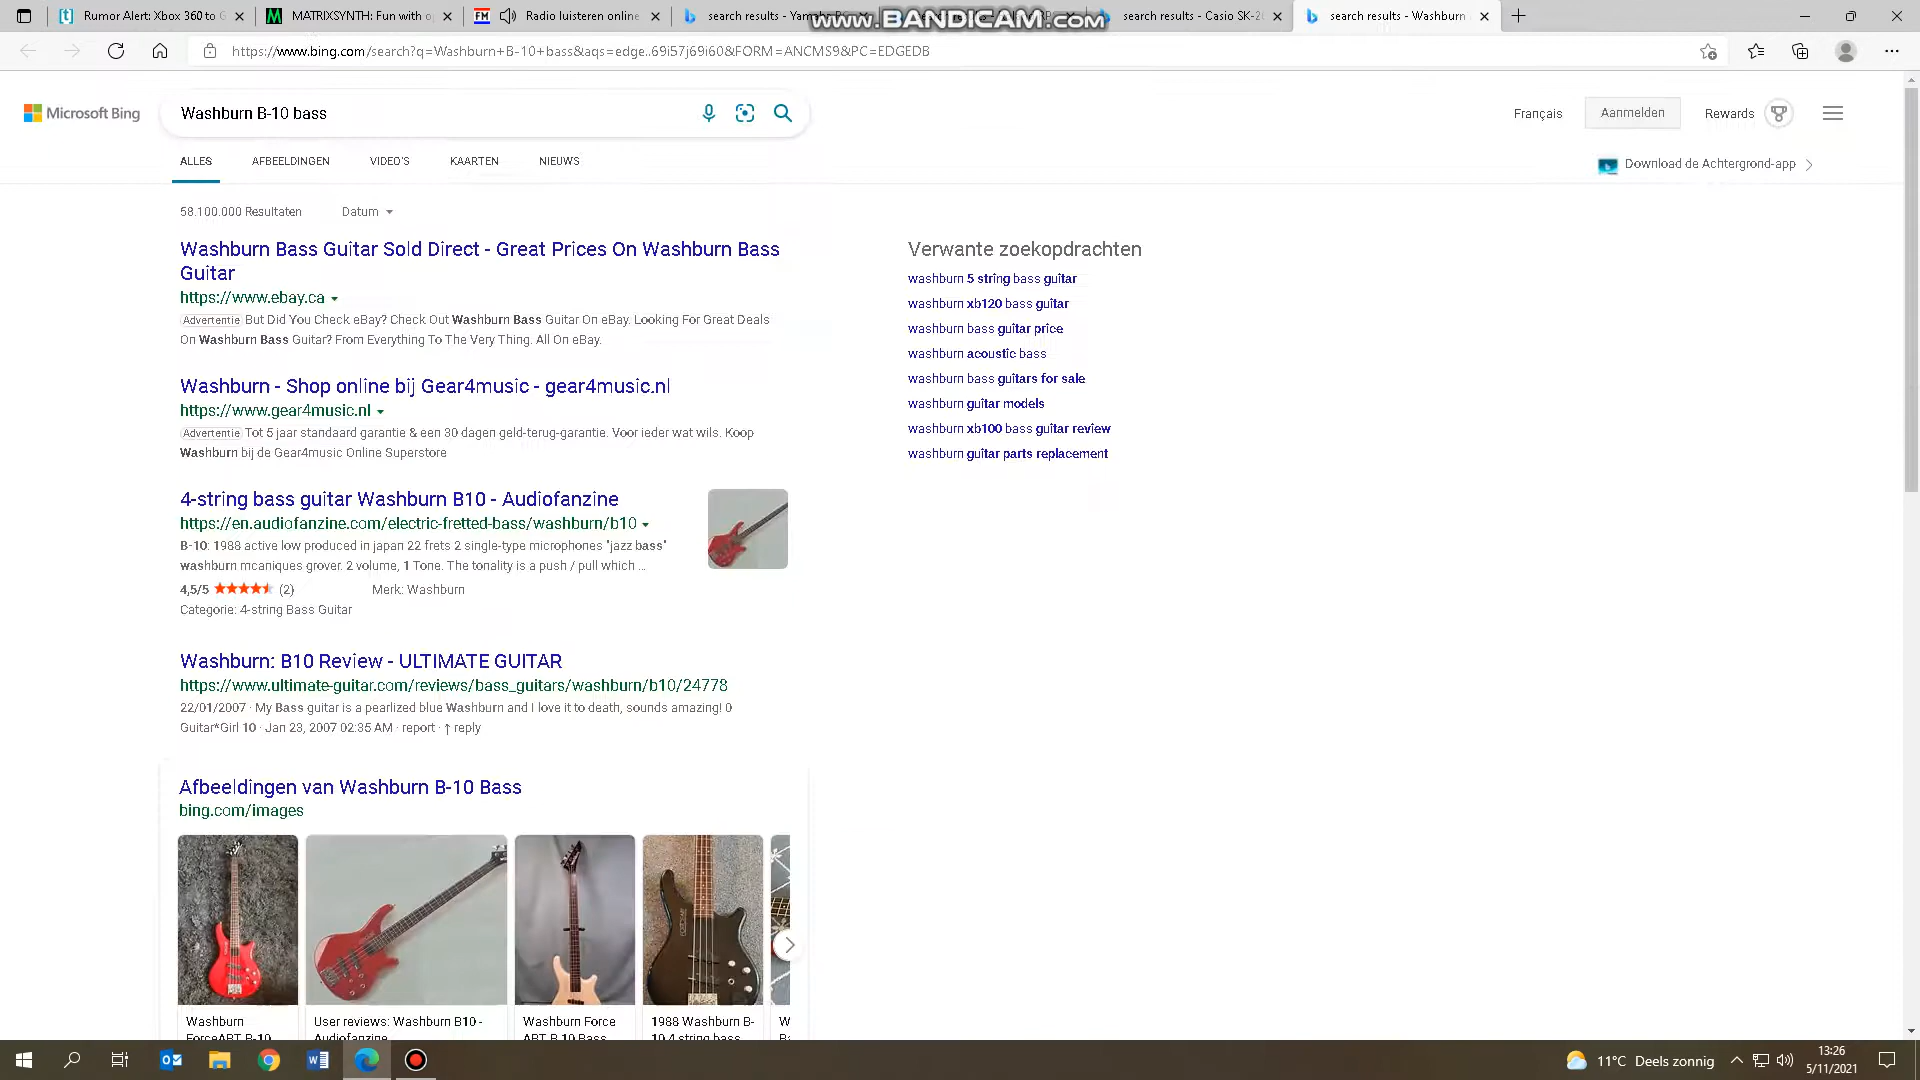 Rumor Alert: Xbox 360 to G
MATRIXSYNTH: Fun with o
Radio luisteren online
search results - Yamaha
search results - Casio SK-2
search results - Washburn
www.BANDICAM.com
https://www.bing.com/search?q=Washburn+B-10+bass&aqs=edge..69i57j69i60&FORM=ANCMS9&PC=EDGEDB
Microsoft Bing
Washburn B-10 bass
Français
Aanmelden
Rewards
ALLES
AFBEELDINGEN
VIDEO'S
KAARTEN
NIEUWS
Download de Achtergrond-app
58.100.000 Resultaten
Datum
Washburn Bass Guitar Sold Direct - Great Prices On Washburn Bass
Guitar
https://www.ebay.ca
Advertentie But Did You Check eBay? Check Out Washburn Bass Guitar On eBay. Looking For Great Deals
On Washburn Bass Guitar? From Everything To The Very Thing. All On eBay.
Washburn - Shop online bij Gear4music - gear4music.nl
https://www.gear4music.nl
Advertentie Tot 5 jaar standaard garantie & een 30 dagen geld-terug-garantie. Voor ieder wat wils. Koop
Washburn bij de Gear4music Online Superstore
4-string bass guitar Washburn B10 - Audiofanzine
https://en.audiofanzine.com/electric-fretted-bass/washburn/b10
B-10: 1988 active low produced in japan 22 frets 2 single-type microphones "jazz bass"
washburn mcaniques grover. 2 volume, 1 Tone. The tonality is a push / pull which ...
4,5/5 (2) Merk: Washburn
Categorie: 4-string Bass Guitar
Washburn: B10 Review - ULTIMATE GUITAR
https://www.ultimate-guitar.com/reviews/bass_guitars/washburn/b10/24778
22/01/2007 · My Bass guitar is a pearlized blue Washburn and I love it to death, sounds amazing! 0
Guitar*Girl 10 · Jan 23, 2007 02:35 AM · report · ↑ reply
Afbeeldingen van Washburn B-10 Bass
bing.com/images
Washburn
ForceART B-10
User reviews: Washburn B10 -
Audiofanzine
Washburn Force
ABT B 10 Bass
1988 Washburn B-
10 4 string bass
W
Ba
Verwante zoekopdrachten
washburn 5 string bass guitar
washburn xb120 bass guitar
washburn bass guitar price
washburn acoustic bass
washburn bass guitars for sale
washburn guitar models
washburn xb100 bass guitar review
washburn guitar parts replacement
11°C Deels zonnig
13:26
5/11/2021